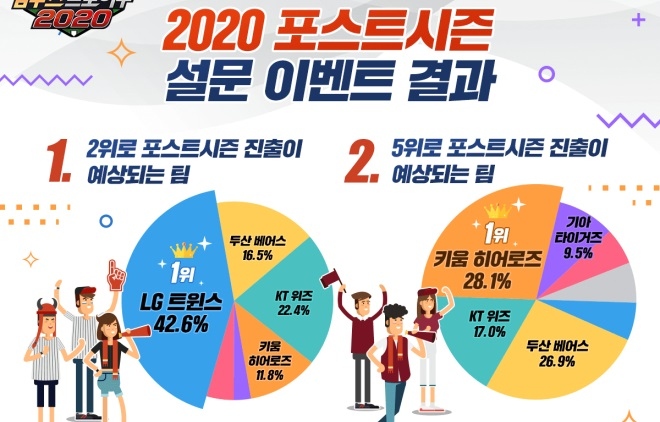 2020
2020 포스트시즌
설문 이벤트 결과
1.
2위로 포스트시즌 진출이
예상되는 팀
2.
5위로 포스트시즌 진출이
예상되는 팀
1위
LG 트윈스
42.6%
두산 베어스
16.5%
KT 위즈
22.4%
키움
히어로즈
11.8%
1위
키움 히어로즈
28.1%
기아
타이거즈
9.5%
KT 위즈
17.0%
두산 베어스
26.9%